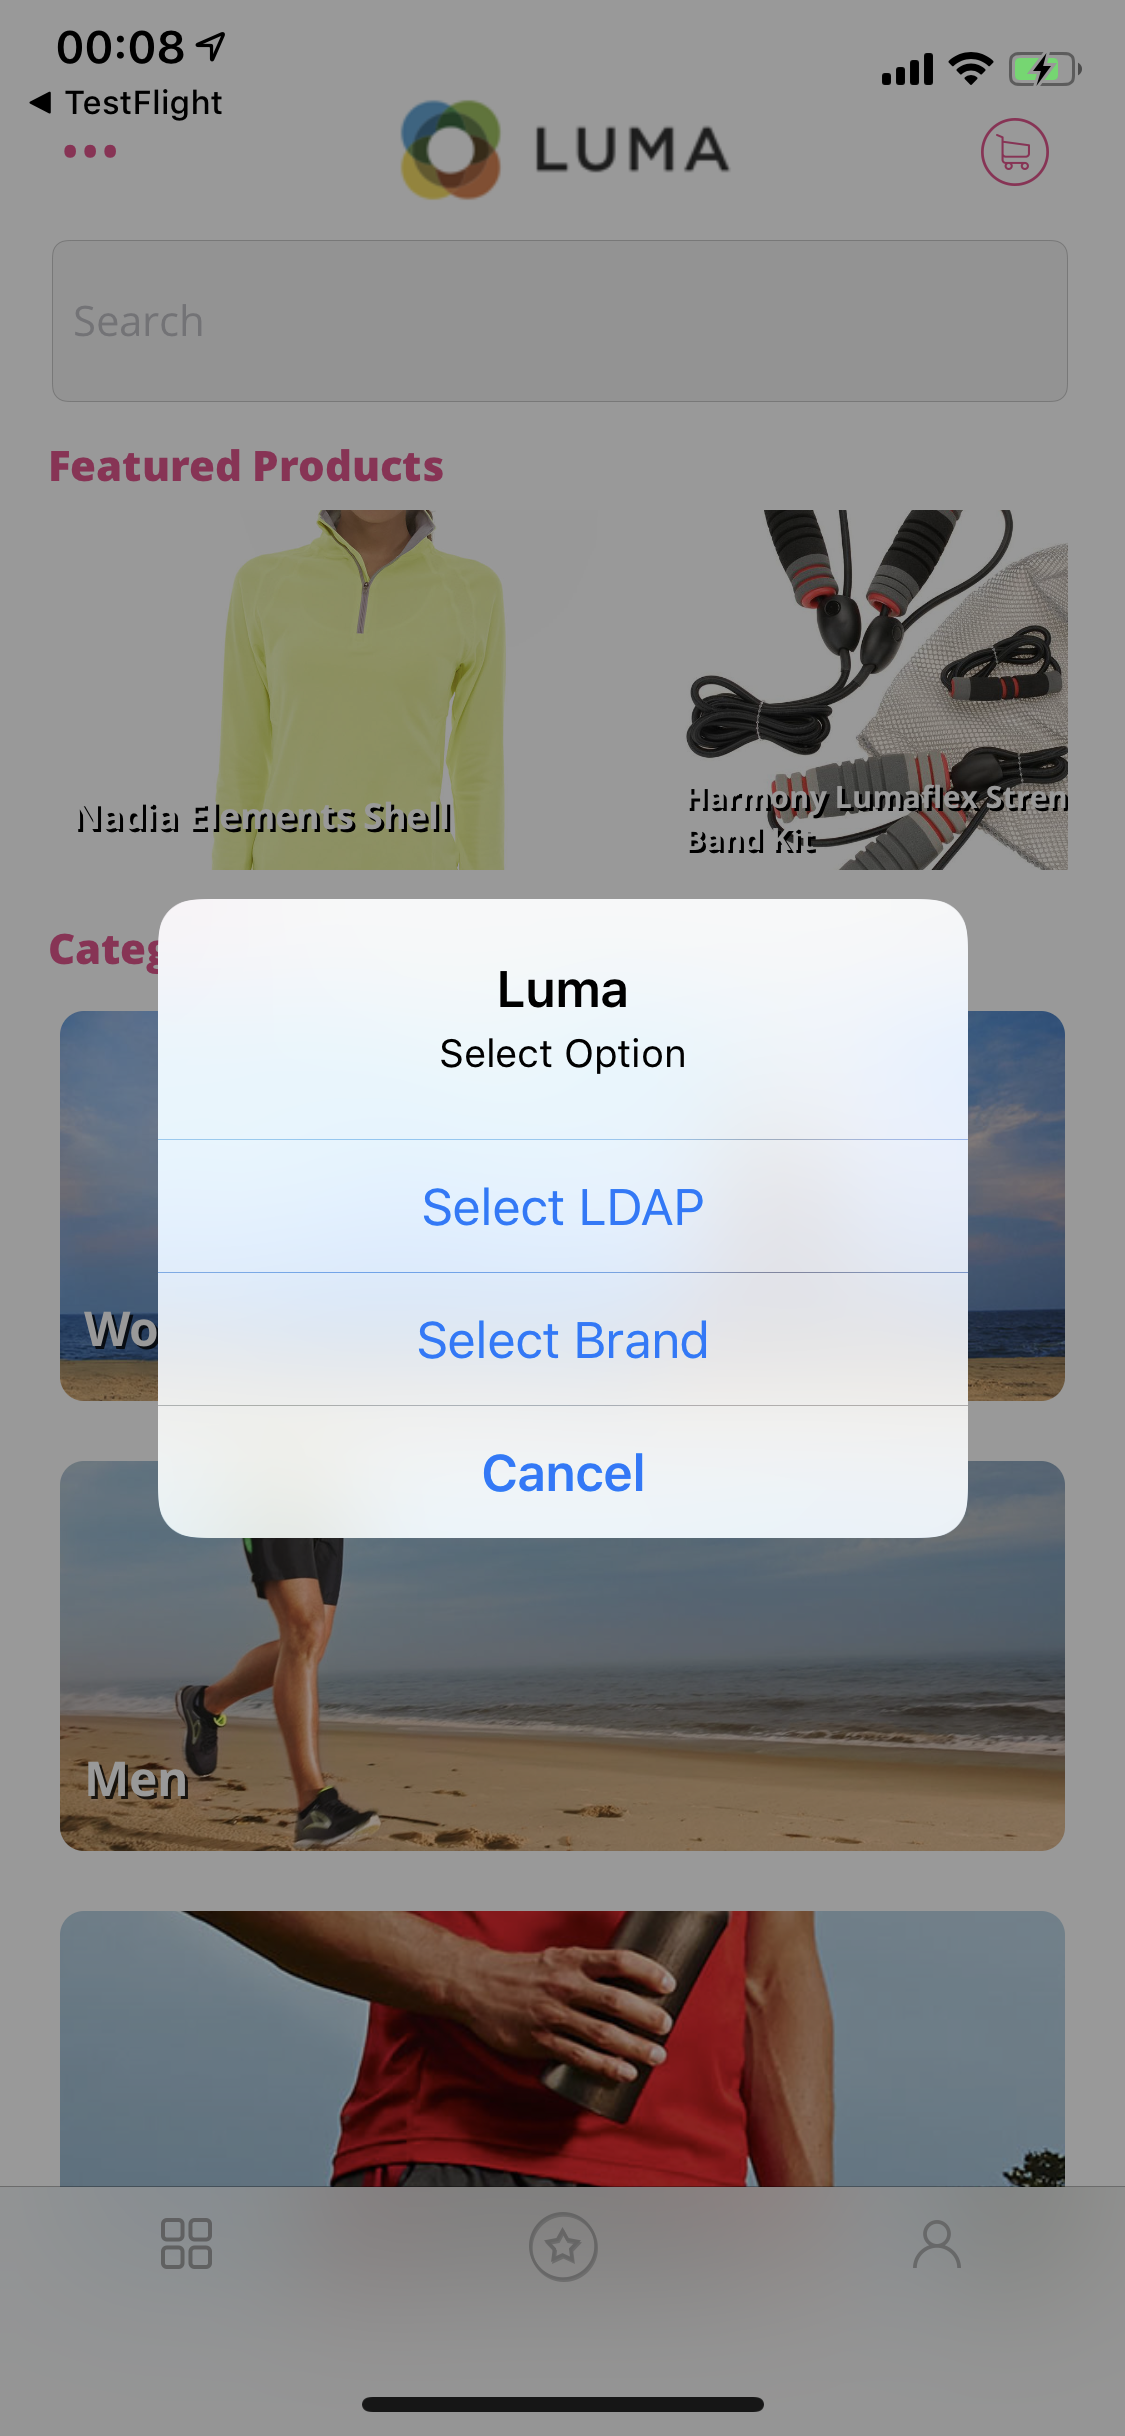 00:08
TestFlight
LUMA
Search
Featured Products
Nadia Elements Shell
Harmony Lumaflex Stren
Band Kit
Categ
Luma
Select Option
Select LDAP
Wo
Select Brand
Cancel
Men